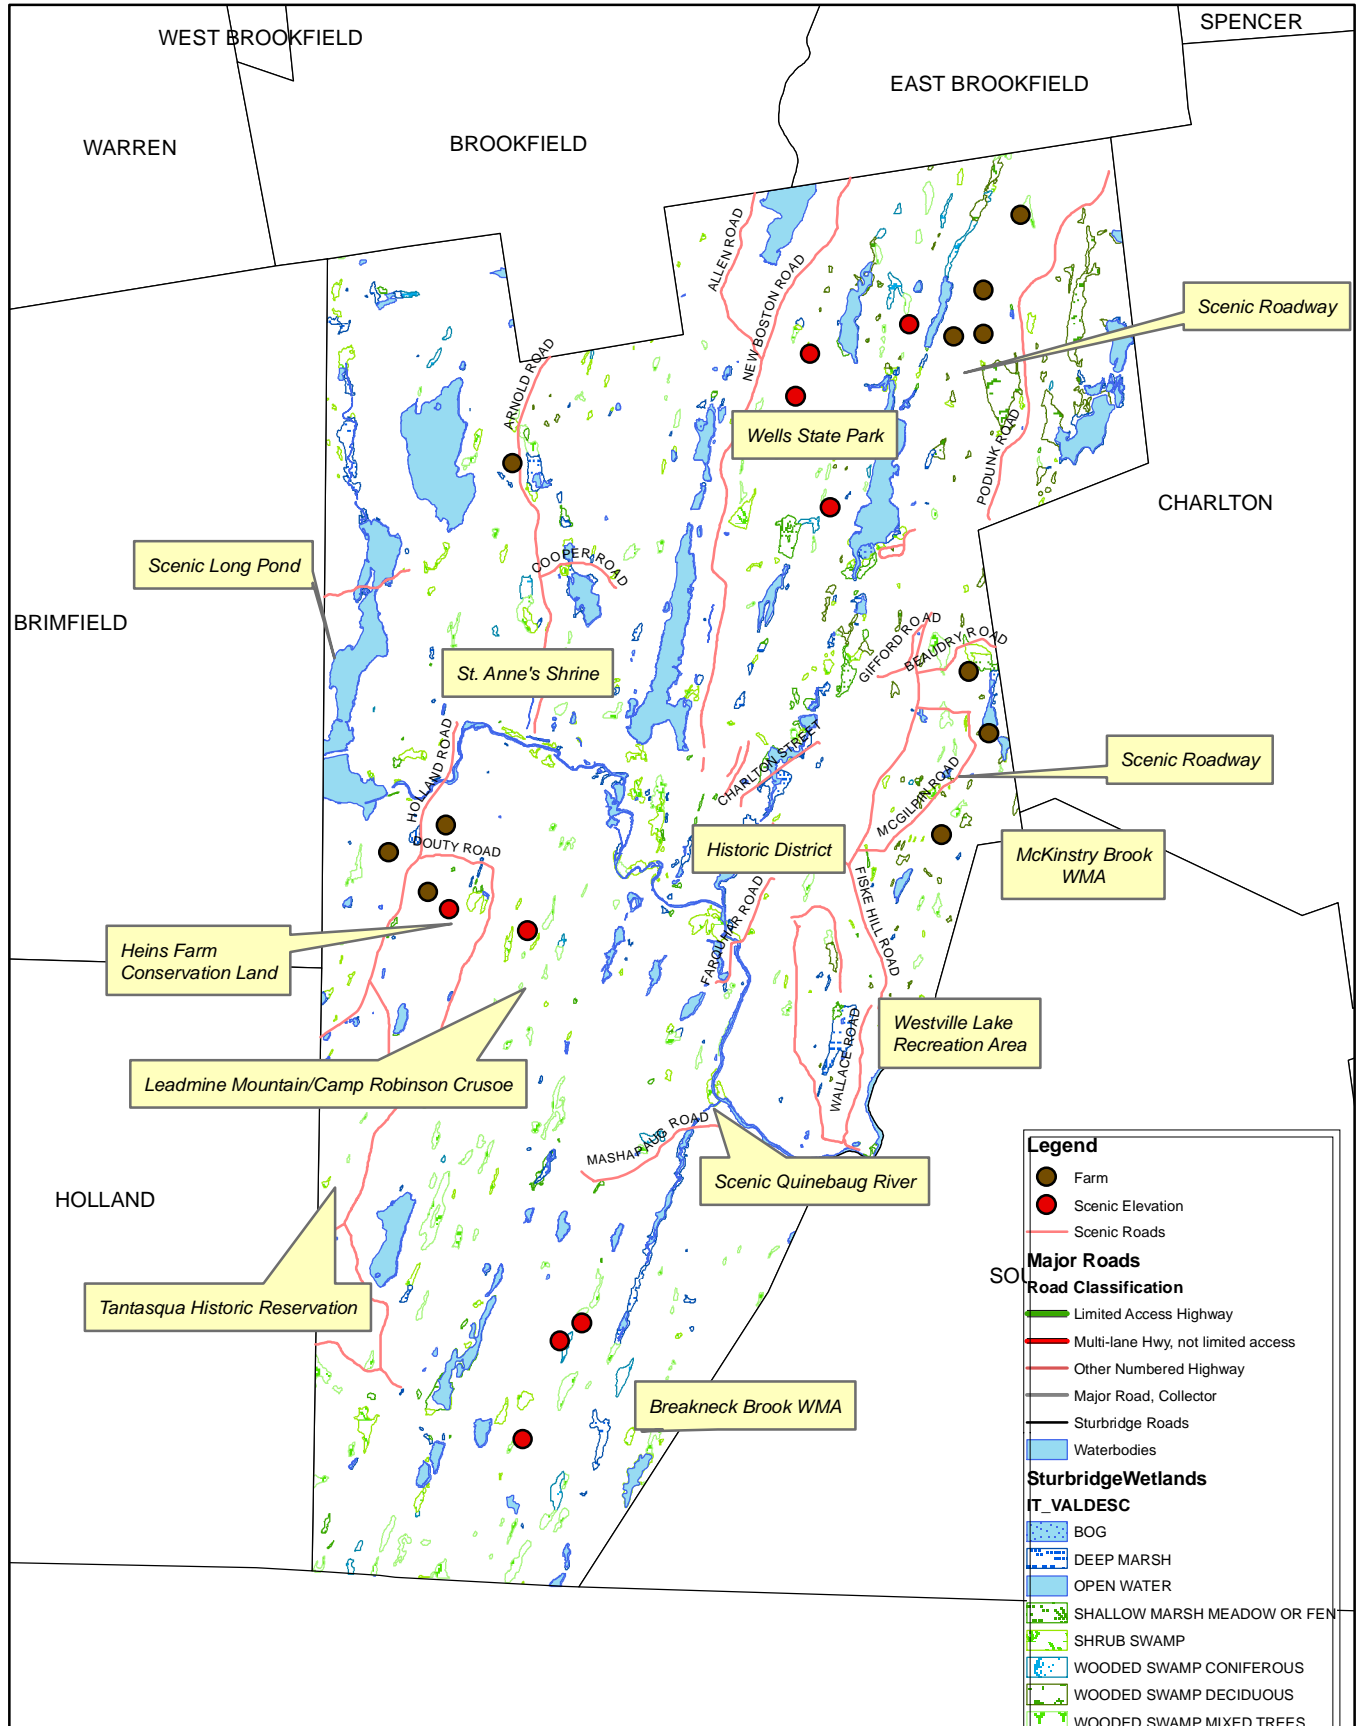 SPENCER
WEST BROOKFIELD
EAST BROOKFIELD
WARREN
BROOKFIELD
ALLEN ROAD
NEW BOSTON ROAD
Scenic Roadway
ARNOLD ROAD
Wells State Park
PODUNK ROAD
CHARLTON
Scenic Long Pond
COOPER ROAD
BRIMFIELD
GIFFORD ROAD
BEAUDRY ROAD
St. Anne's Shrine
HOLLAND ROAD
CHARLTON STREET
Scenic Roadway
MCGILPIN ROAD
DOUTY ROAD
Historic District
McKinstry Brook
WMA
FISKE HILL ROAD
FARQUHAR ROAD
Heins Farm
Conservation Land
Westville Lake
Recreation Area
WALLACE ROAD
Leadmine Mountain/Camp Robinson Crusoe
MASHAPAUG ROAD
Scenic Quinebaug River
HOLLAND
Tantasqua Historic Reservation
SOU
Breakneck Brook WMA
Legend
Farm
Scenic Elevation
Scenic Roads
Major Roads
Road Classification
Limited Access Highway
Multi-lane Hwy, not limited access
Other Numbered Highway
Major Road, Collector
Sturbridge Roads
Waterbodies
SturbridgeWetlands
IT_VALDESC
BOG
DEEP MARSH
OPEN WATER
SHALLOW MARSH MEADOW OR FEN
SHRUB SWAMP
WOODED SWAMP CONIFEROUS
WOODED SWAMP DECIDUOUS
WOODED SWAMP MIXED TREES